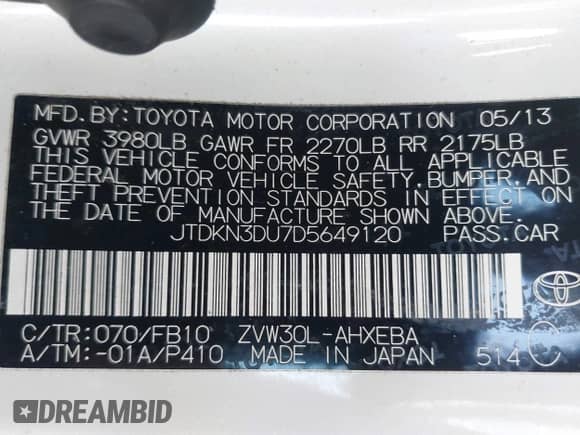 MFD.BY:TOYOTA MOTOR CORPORATION 05/13
GVWR 3980LB GAWR FR 2270LB RR 2175LB
THIS VEHICLE CONFORMS TO ALL APPLICABLE
FEDERAL MOTOR VEHICLE SAFETY,BUMPER,AND
THEFT PREVENTION STANDARDS IN EFFECT ON
THE DATE OF MANUFACTURE SHOWN ABOVE.
JTDKN3DU7D5649120 PASS.CAR
C/TR:070/FB10 ZVW30L-AHXEBA
A/TM:-01A/P410 MADE IN JAPAN 514 C
DREAMBID